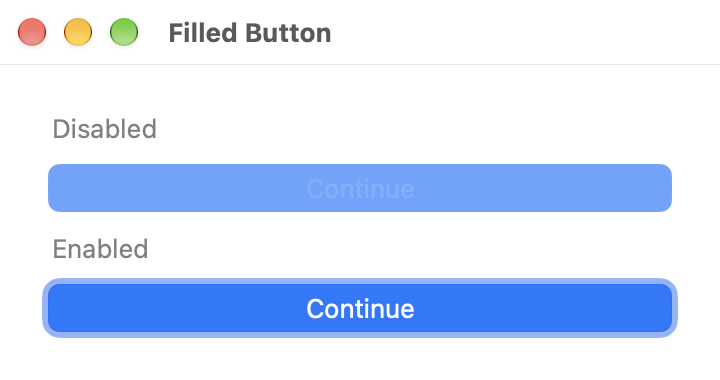 Filled Button
Disabled
Continue
Enabled
Continue